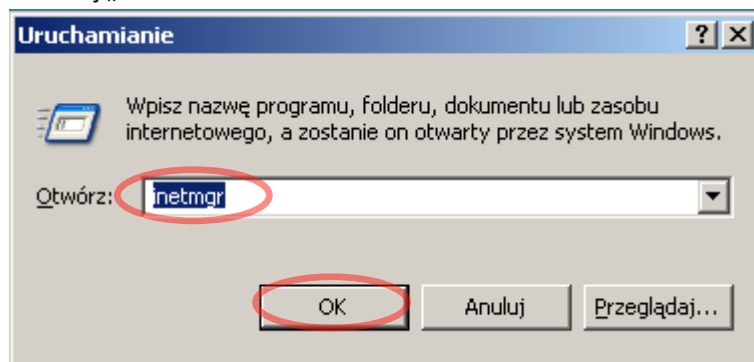 Uruchamianie
Wpisz nazwę programu, folderu, dokumentu lub zasobu
internetowego, a zostanie on otwarty przez system Windows.
Otwórz: inetmgr
OK Anuluj Przeglądaj...